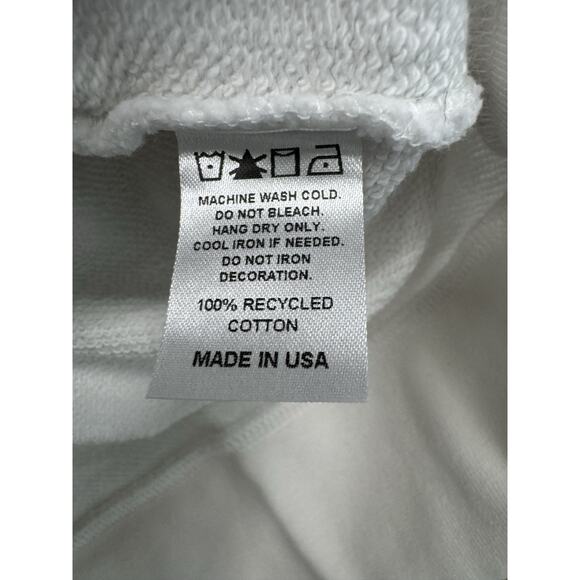 MACHINE WASH COLD.
DO NOT BLEACH.
HANG DRY ONLY.
COOL IRON IF NEEDED.
DO NOT IRON
DECORATION.
100% RECYCLED
COTTON
MADE IN USA